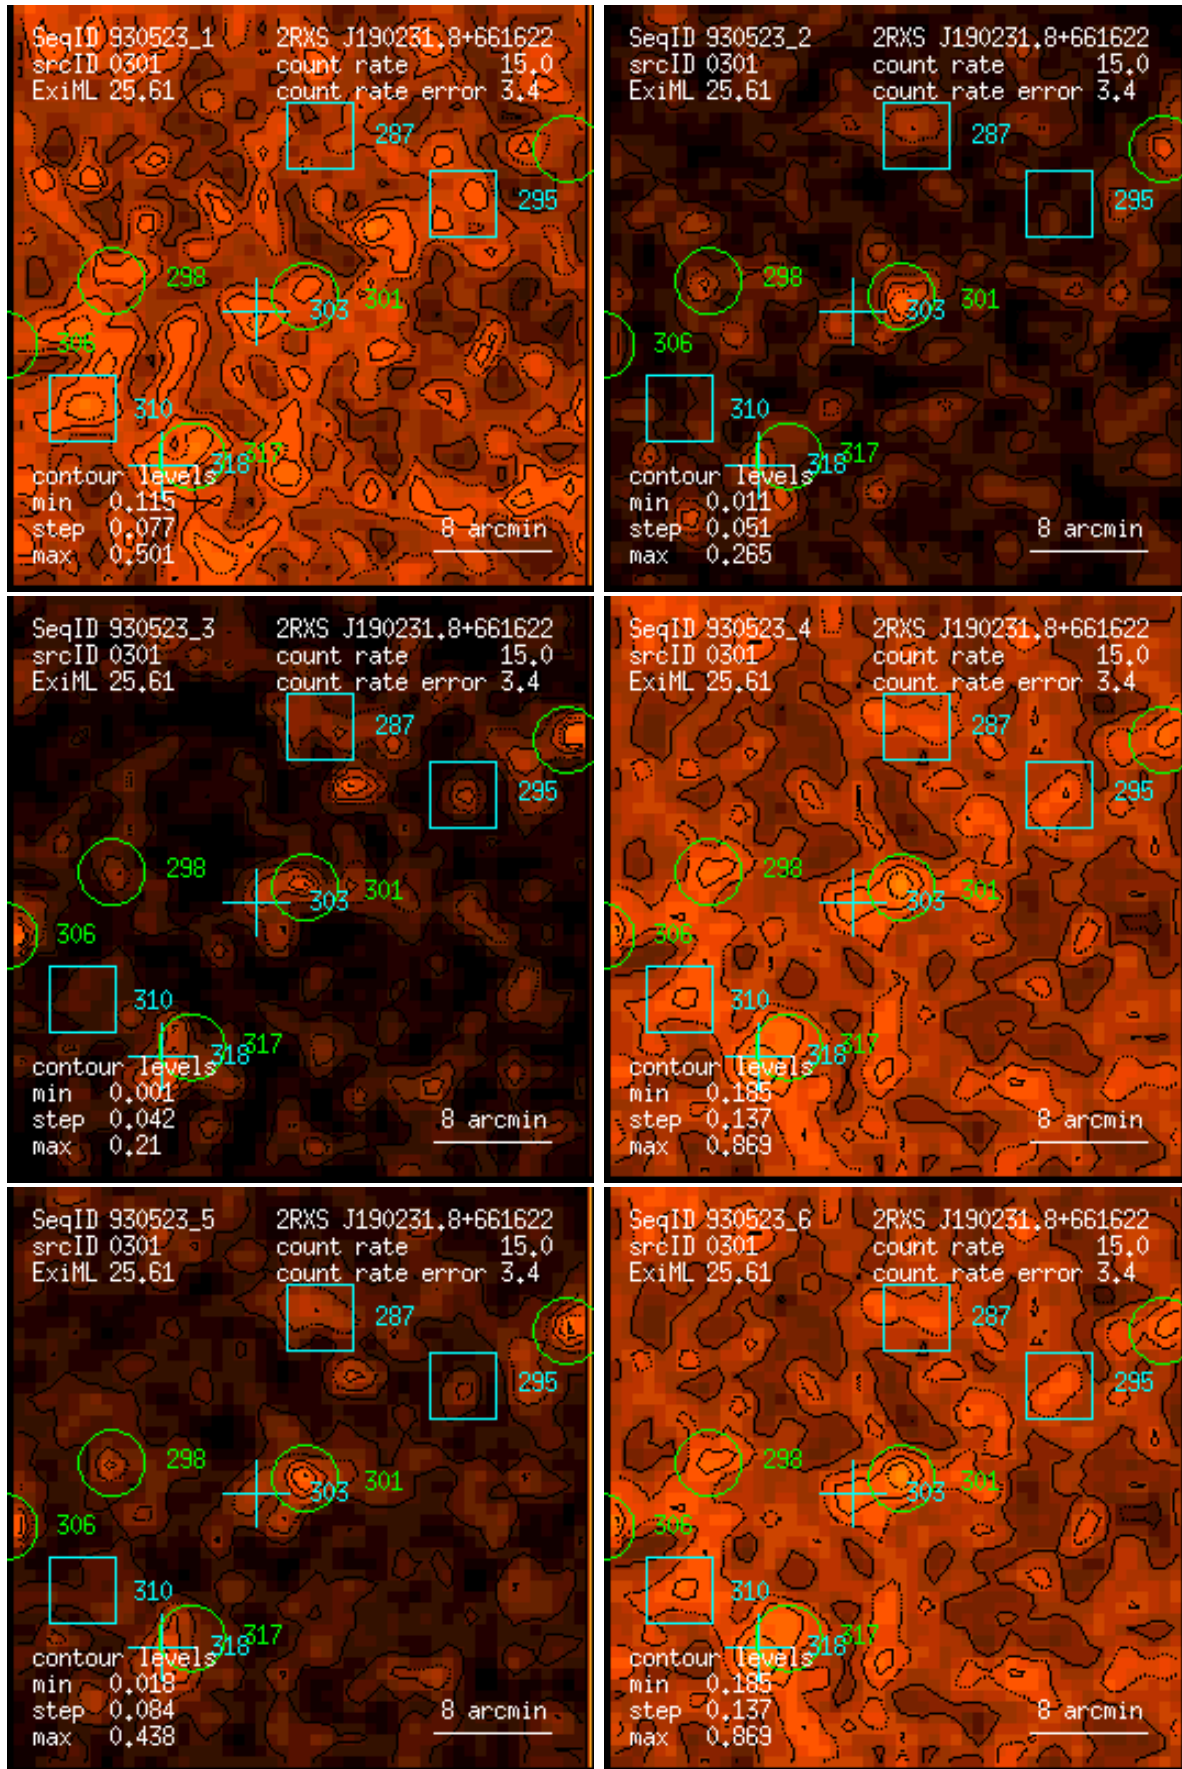 SeqID 930523_1 2RXS J190231.8+661622
srcID 0301 count rate 15.0
ExiML 25.61 count rate error 3.4
287
295
298
301
303
306
310
317
318
contour levels
min 0.115
step 0.077 8 arcmin
max 0.501
SeqID 930523_2 2RXS J190231.8+661622
srcID 0301 count rate 15.0
ExiML 25.61 count rate error 3.4
287
295
298
301
303
306
310
317
318
contour levels
min 0.011
step 0.051 8 arcmin
max 0.265
SeqID 930523_3 2RXS J190231.8+661622
srcID 0301 count rate 15.0
ExiML 25.61 count rate error 3.4
287
295
298
301
303
306
310
317
318
contour levels
min 0.001
step 0.042 8 arcmin
max 0.21
SeqID 930523_4 2RXS J190231.8+661622
srcID 0301 count rate 15.0
ExiML 25.61 count rate error 3.4
287
295
298
301
303
306
310
317
318
contour levels
min 0.185
step 0.137 8 arcmin
max 0.869
SeqID 930523_5 2RXS J190231.8+661622
srcID 0301 count rate 15.0
ExiML 25.61 count rate error 3.4
287
295
298
301
303
306
310
317
318
contour levels
min 0.018
step 0.084 8 arcmin
max 0.438
SeqID 930523_6 2RXS J190231.8+661622
srcID 0301 count rate 15.0
ExiML 25.61 count rate error 3.4
287
295
298
301
303
306
310
317
318
contour levels
min 0.185
step 0.137 8 arcmin
max 0.869